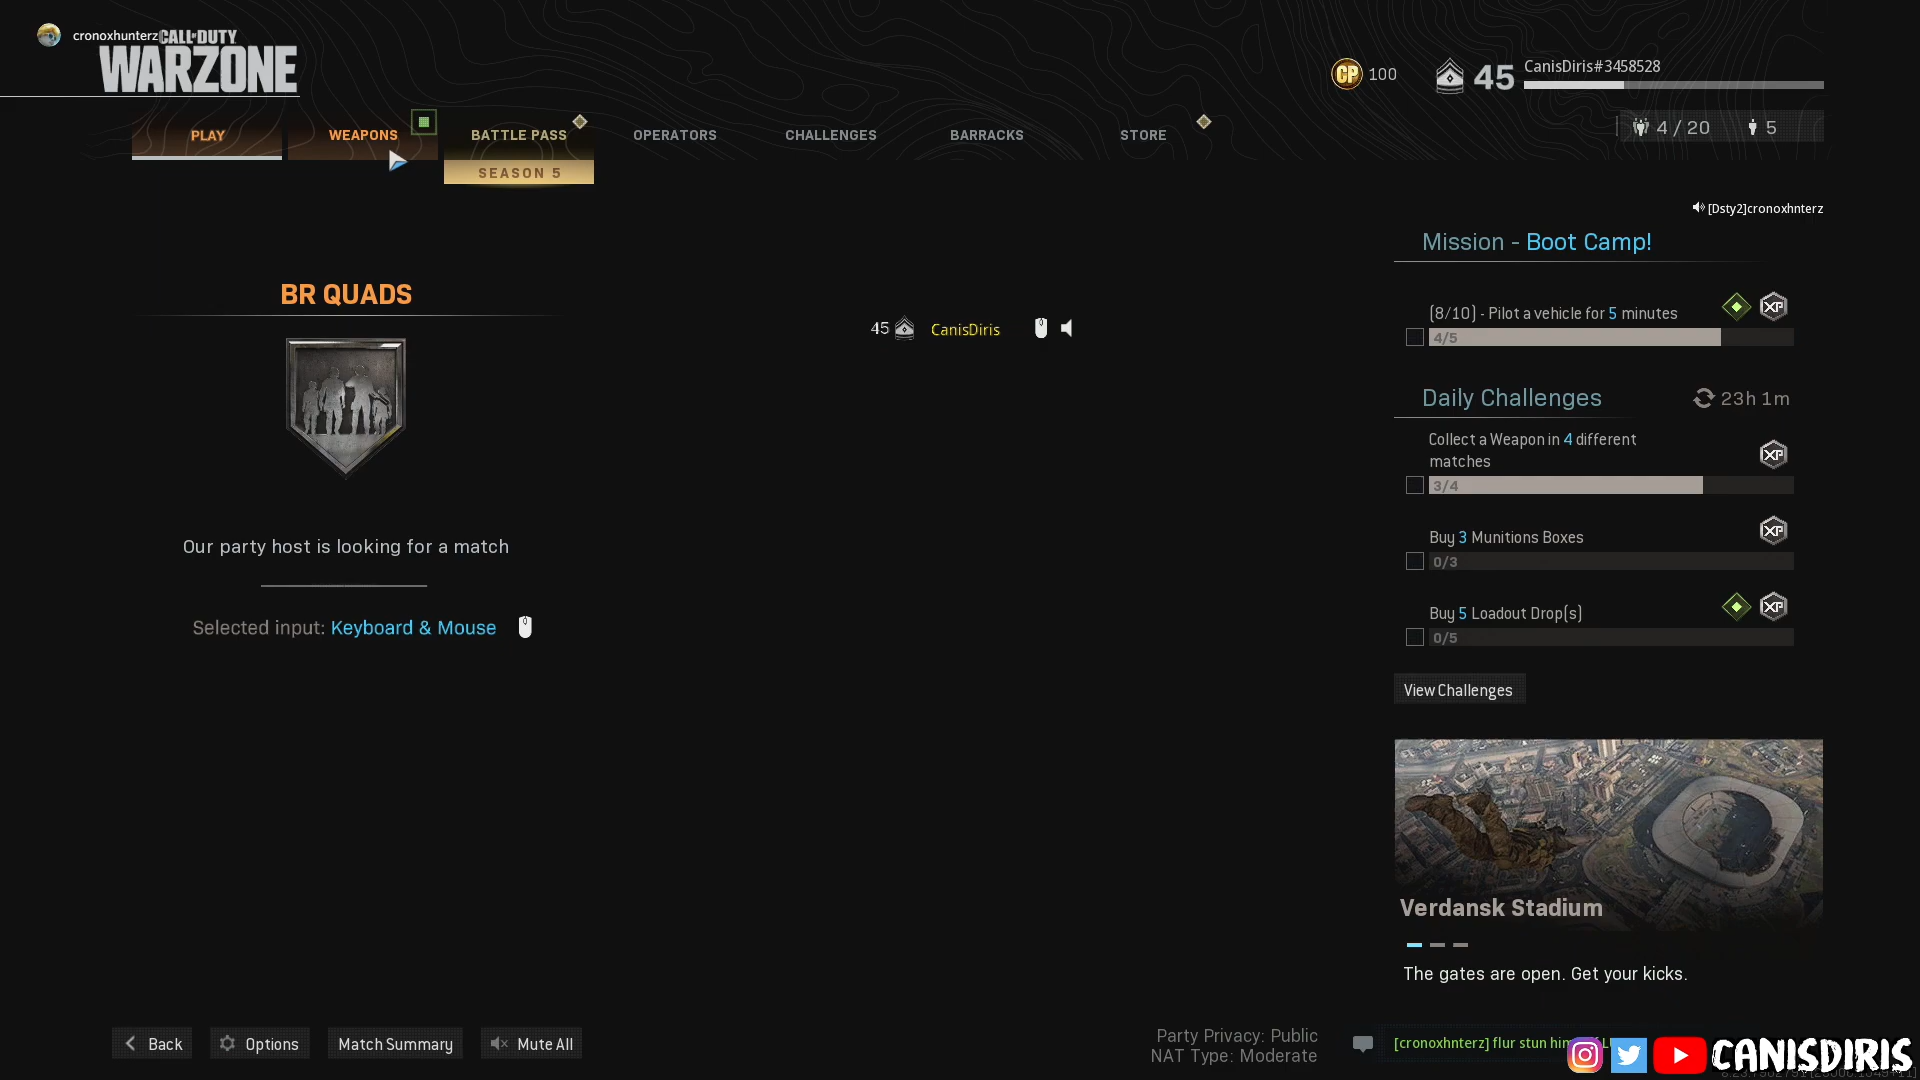 cronoxhunterz
CALL OF DUTY
WARZONE
CP 100
45
CanisDiris#3458528
PLAY
WEAPONS
BATTLE PASS
OPERATORS
CHALLENGES
BARRACKS
STORE
4 / 20
5
SEASON 5
[Dsty2]cronoxhnterz
Mission - Boot Camp!
BR QUADS
(8/10) - Pilot a vehicle for 5 minutes
XP
4/5
45 CanisDiris
Daily Challenges
23h 1m
Collect a Weapon in 4 different
matches
XP
3/4
Buy 3 Munitions Boxes
XP
0/3
Our party host is looking for a match
Selected input: Keyboard & Mouse
Buy 5 Loadout Drop(s)
XP
0/5
View Challenges
Verdansk Stadium
The gates are open. Get your kicks.
Back
Options
Match Summary
Mute All
Party Privacy: Public
NAT Type: Moderate
[cronoxhnterz] flur stun
CANISDIRIS